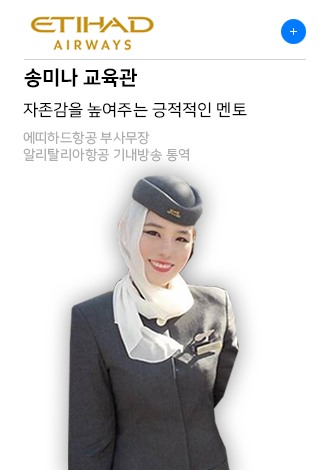 ETIHAD
AIRWAYS
송미나 교육관
자존감을 높여주는 긍적적인 멘토
에띠하드항공 부사무장
알리탈리아항공 기내방송 통역